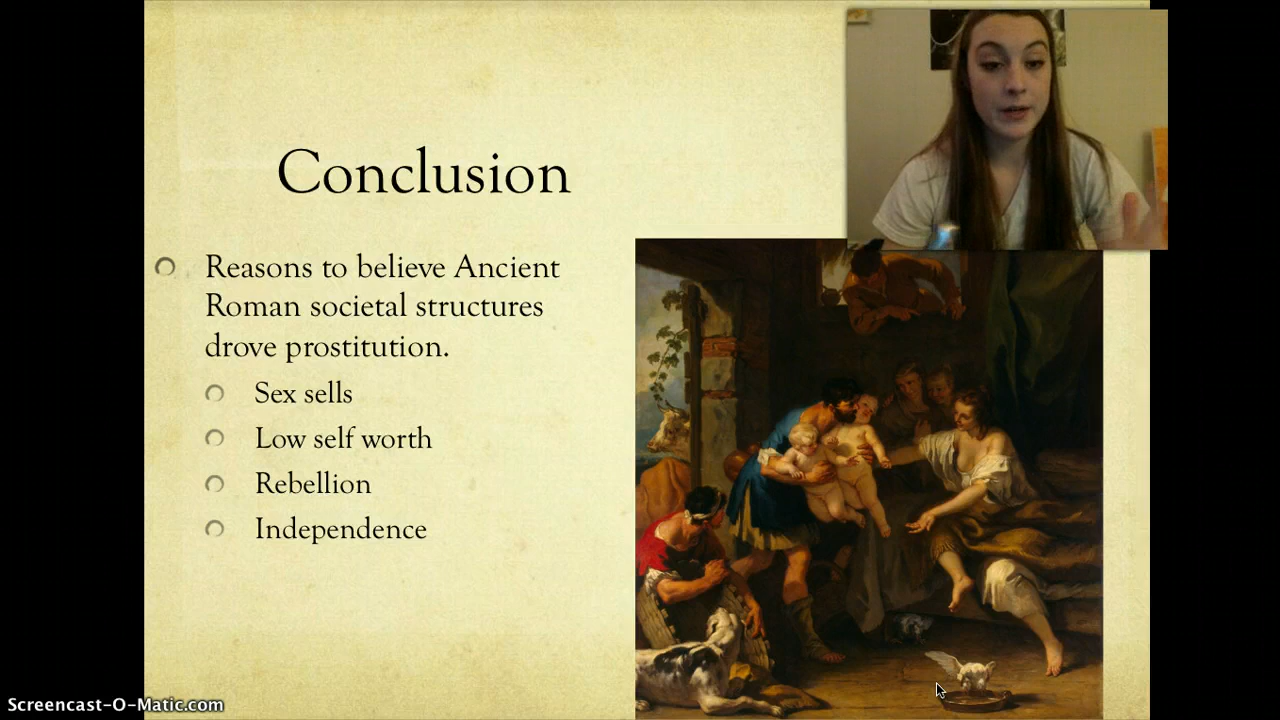 Conclusion
Reasons to believe Ancient
Roman societal structures
drove prostitution.
Sex sells
Low self worth
Rebellion
Independence
Screencast-O-Matic.com